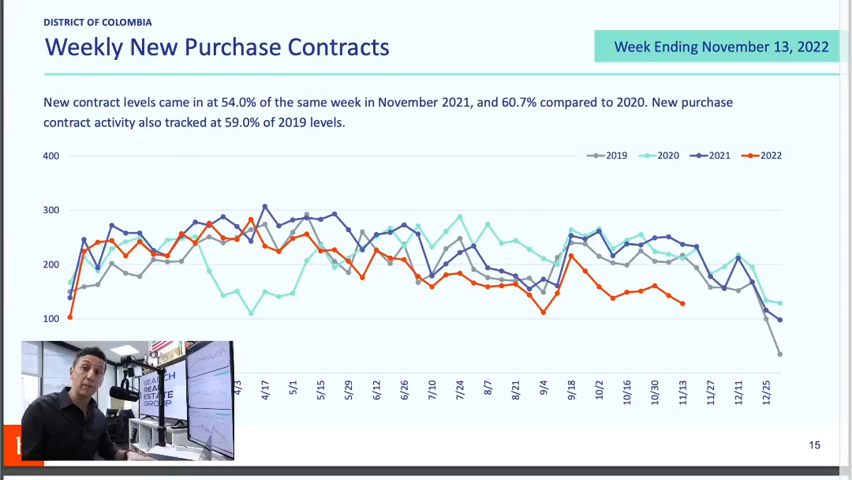 DISTRICT OF COLOMBIA
Weekly New Purchase Contracts
Week Ending November 13, 2022
New contract levels came in at 54.0% of the same week in November 2021, and 60.7% compared to 2020. New purchase
contract activity also tracked at 59.0% of 2019 levels.
400
2019 2020 2021 2022
300
200
100
4/3 4/17 5/1 5/15 5/29 6/12 6/26 7/10 7/24 8/7 8/21 9/4 9/18 10/2 10/16 10/30 11/13 11/27 12/11 12/25
SEARCH
REAL
ESTATE
GROUP
15